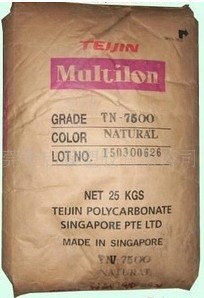 TEIJIN
Multilon
GRADE TN-7500
COLOR NATURAL
LOT NO. I50300626
NET 25 KGS
TEIJIN POLYCARBONATE
SINGAPORE PTE LTD
MADE IN SINGAPORE
TN-7500
NATURAL